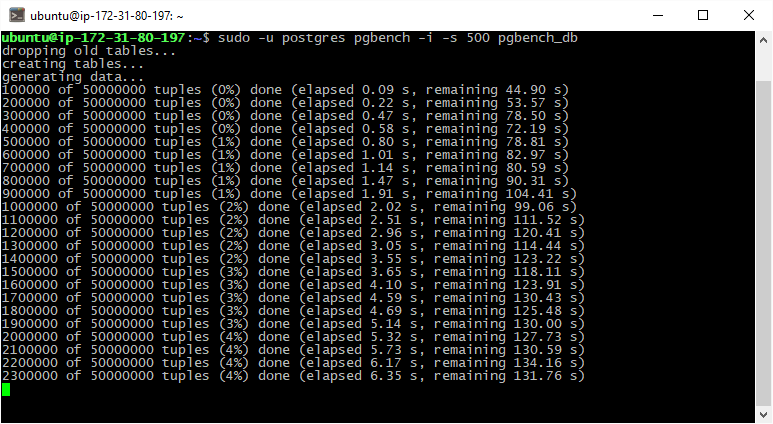 ubuntu@ip-172-31-80-197: ~
ubuntu@ip-172-31-80-197:~$ sudo -u postgres pgbench -i -s 500 pgbench_db
dropping old tables...
creating tables...
generating data...
100000 of 50000000 tuples (0%) done (elapsed 0.09 s, remaining 44.90 s)
200000 of 50000000 tuples (0%) done (elapsed 0.22 s, remaining 53.57 s)
300000 of 50000000 tuples (0%) done (elapsed 0.47 s, remaining 78.50 s)
400000 of 50000000 tuples (0%) done (elapsed 0.58 s, remaining 72.19 s)
500000 of 50000000 tuples (1%) done (elapsed 0.80 s, remaining 78.81 s)
600000 of 50000000 tuples (1%) done (elapsed 1.01 s, remaining 82.97 s)
700000 of 50000000 tuples (1%) done (elapsed 1.14 s, remaining 80.59 s)
800000 of 50000000 tuples (1%) done (elapsed 1.47 s, remaining 90.31 s)
900000 of 50000000 tuples (1%) done (elapsed 1.91 s, remaining 104.41 s)
1000000 of 50000000 tuples (2%) done (elapsed 2.02 s, remaining 99.06 s)
1100000 of 50000000 tuples (2%) done (elapsed 2.51 s, remaining 111.52 s)
1200000 of 50000000 tuples (2%) done (elapsed 2.96 s, remaining 120.41 s)
1300000 of 50000000 tuples (2%) done (elapsed 3.05 s, remaining 114.44 s)
1400000 of 50000000 tuples (2%) done (elapsed 3.55 s, remaining 123.22 s)
1500000 of 50000000 tuples (3%) done (elapsed 3.65 s, remaining 118.11 s)
1600000 of 50000000 tuples (3%) done (elapsed 4.10 s, remaining 123.91 s)
1700000 of 50000000 tuples (3%) done (elapsed 4.59 s, remaining 130.43 s)
1800000 of 50000000 tuples (3%) done (elapsed 4.69 s, remaining 125.48 s)
1900000 of 50000000 tuples (3%) done (elapsed 5.14 s, remaining 130.00 s)
2000000 of 50000000 tuples (4%) done (elapsed 5.32 s, remaining 127.73 s)
2100000 of 50000000 tuples (4%) done (elapsed 5.73 s, remaining 130.59 s)
2200000 of 50000000 tuples (4%) done (elapsed 6.17 s, remaining 134.16 s)
2300000 of 50000000 tuples (4%) done (elapsed 6.35 s, remaining 131.76 s)